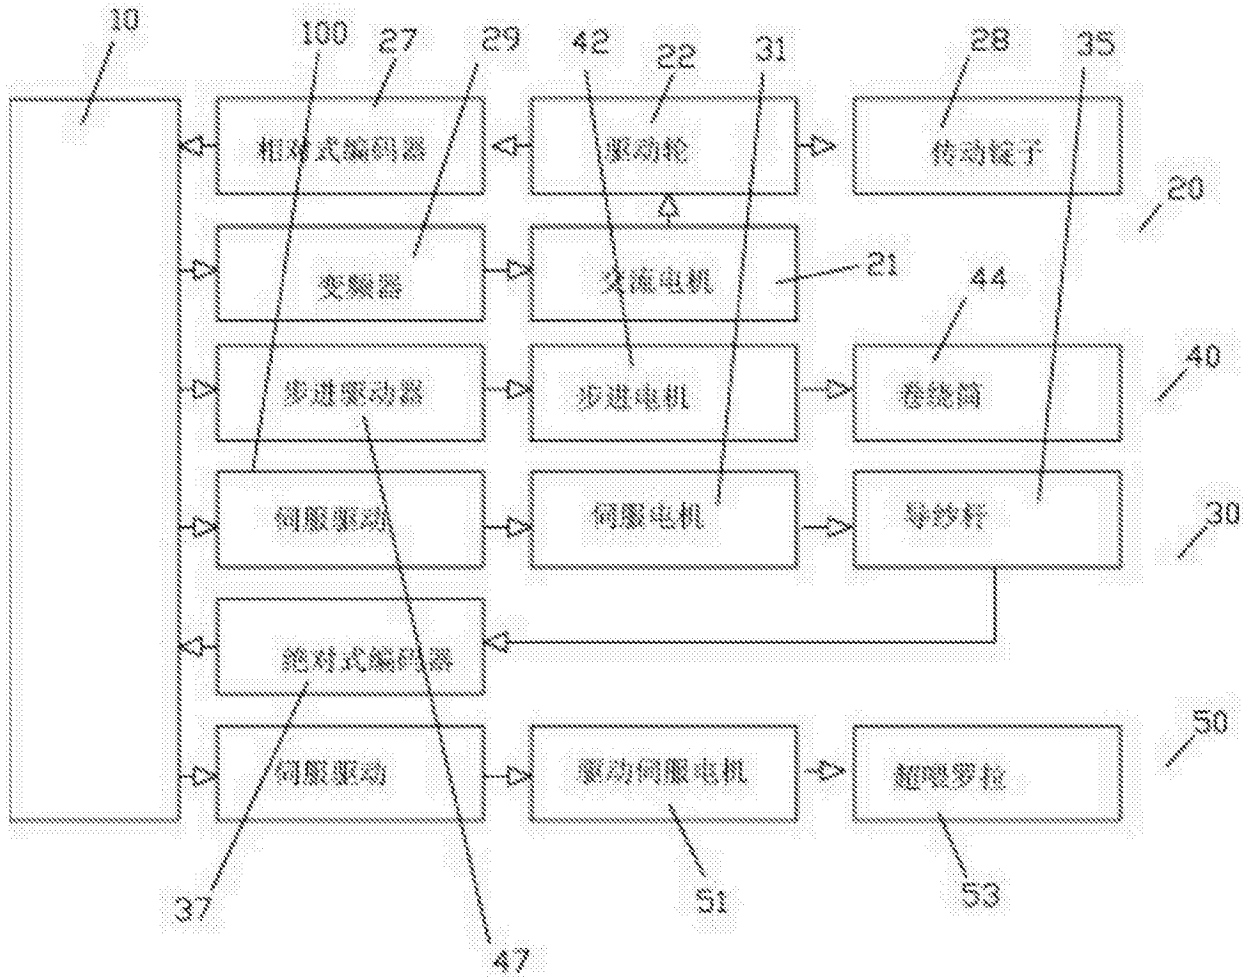 10
100
27
29
42
22
31
28
35
相对式编码器
驱动轮
传动锭子
20
变频器
交流电机
21
44
步进驱动器
步进电机
卷绕筒
40
伺服驱动
伺服电机
导纱杆
30
绝对式编码器
50
伺服驱动
驱动伺服电机
超喂罗拉
37
47
51
53